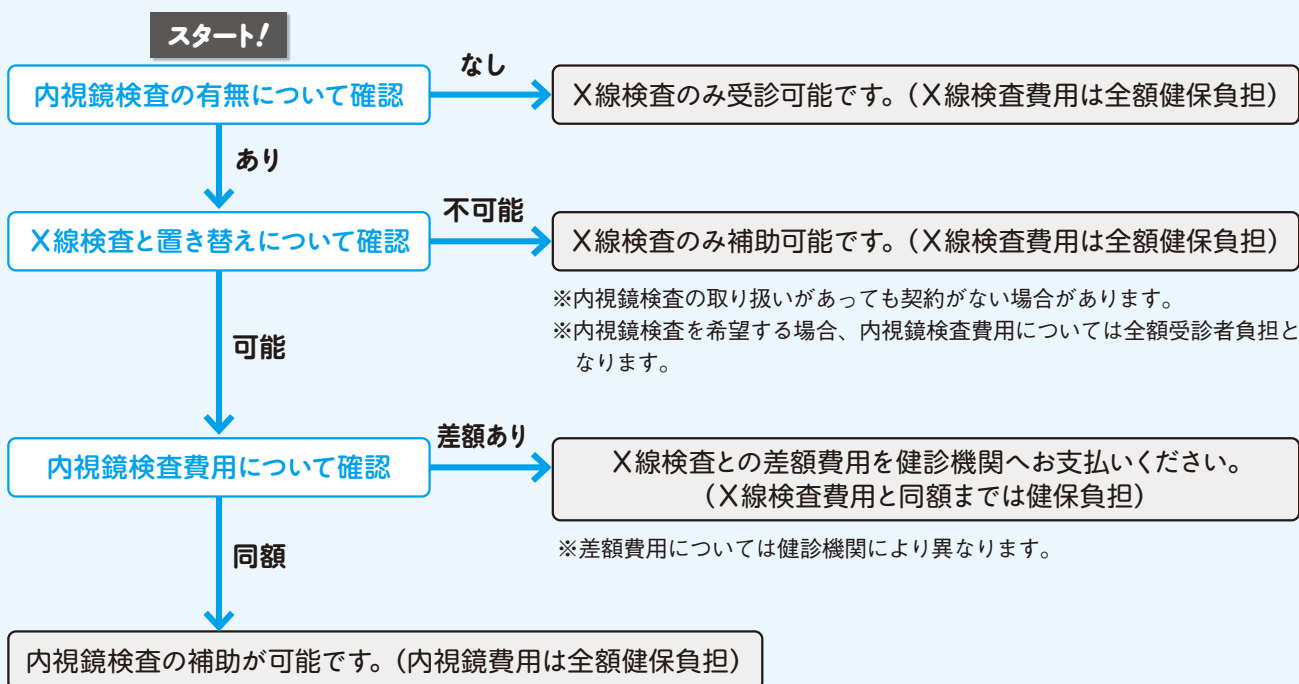 スタート!
内視鏡検査の有無について確認
なし
X線検査のみ受診可能です。(X線検査費用は全額健保負担)
あり
X線検査と置き替えについて確認
不可能
X線検査のみ補助可能です。(X線検査費用は全額健保負担)
※内視鏡検査の取り扱いがあっても契約がない場合があります。
※内視鏡検査を希望する場合、内視鏡検査費用については全額受診者負担と
なります。
可能
内視鏡検査費用について確認
差額あり
X線検査との差額費用を健診機関へお支払いください。
(X線検査費用と同額までは健保負担)
※差額費用については健診機関により異なります。
同額
内視鏡検査の補助が可能です。(内視鏡費用は全額健保負担)